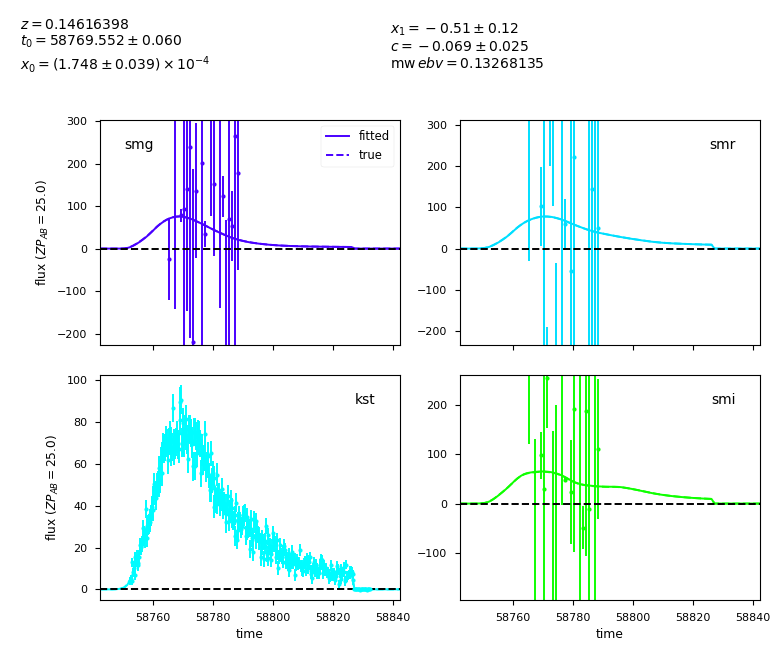 z = 0.14616398
t₀ = 58769.552 ± 0.060
x₀ = (1.748 ± 0.039) × 10⁻⁴
x₁ = −0.51 ± 0.12
c = −0.069 ± 0.025
mw ebv = 0.13268135
smg
fitted
true
300
200
100
0
−100
−200
flux (ZP_AB = 25.0)
smr
300
200
100
0
−100
−200
kst
100
80
60
40
20
0
flux (ZP_AB = 25.0)
58760 58780 58800 58820 58840
time
smi
200
100
0
−100
58760 58780 58800 58820 58840
time